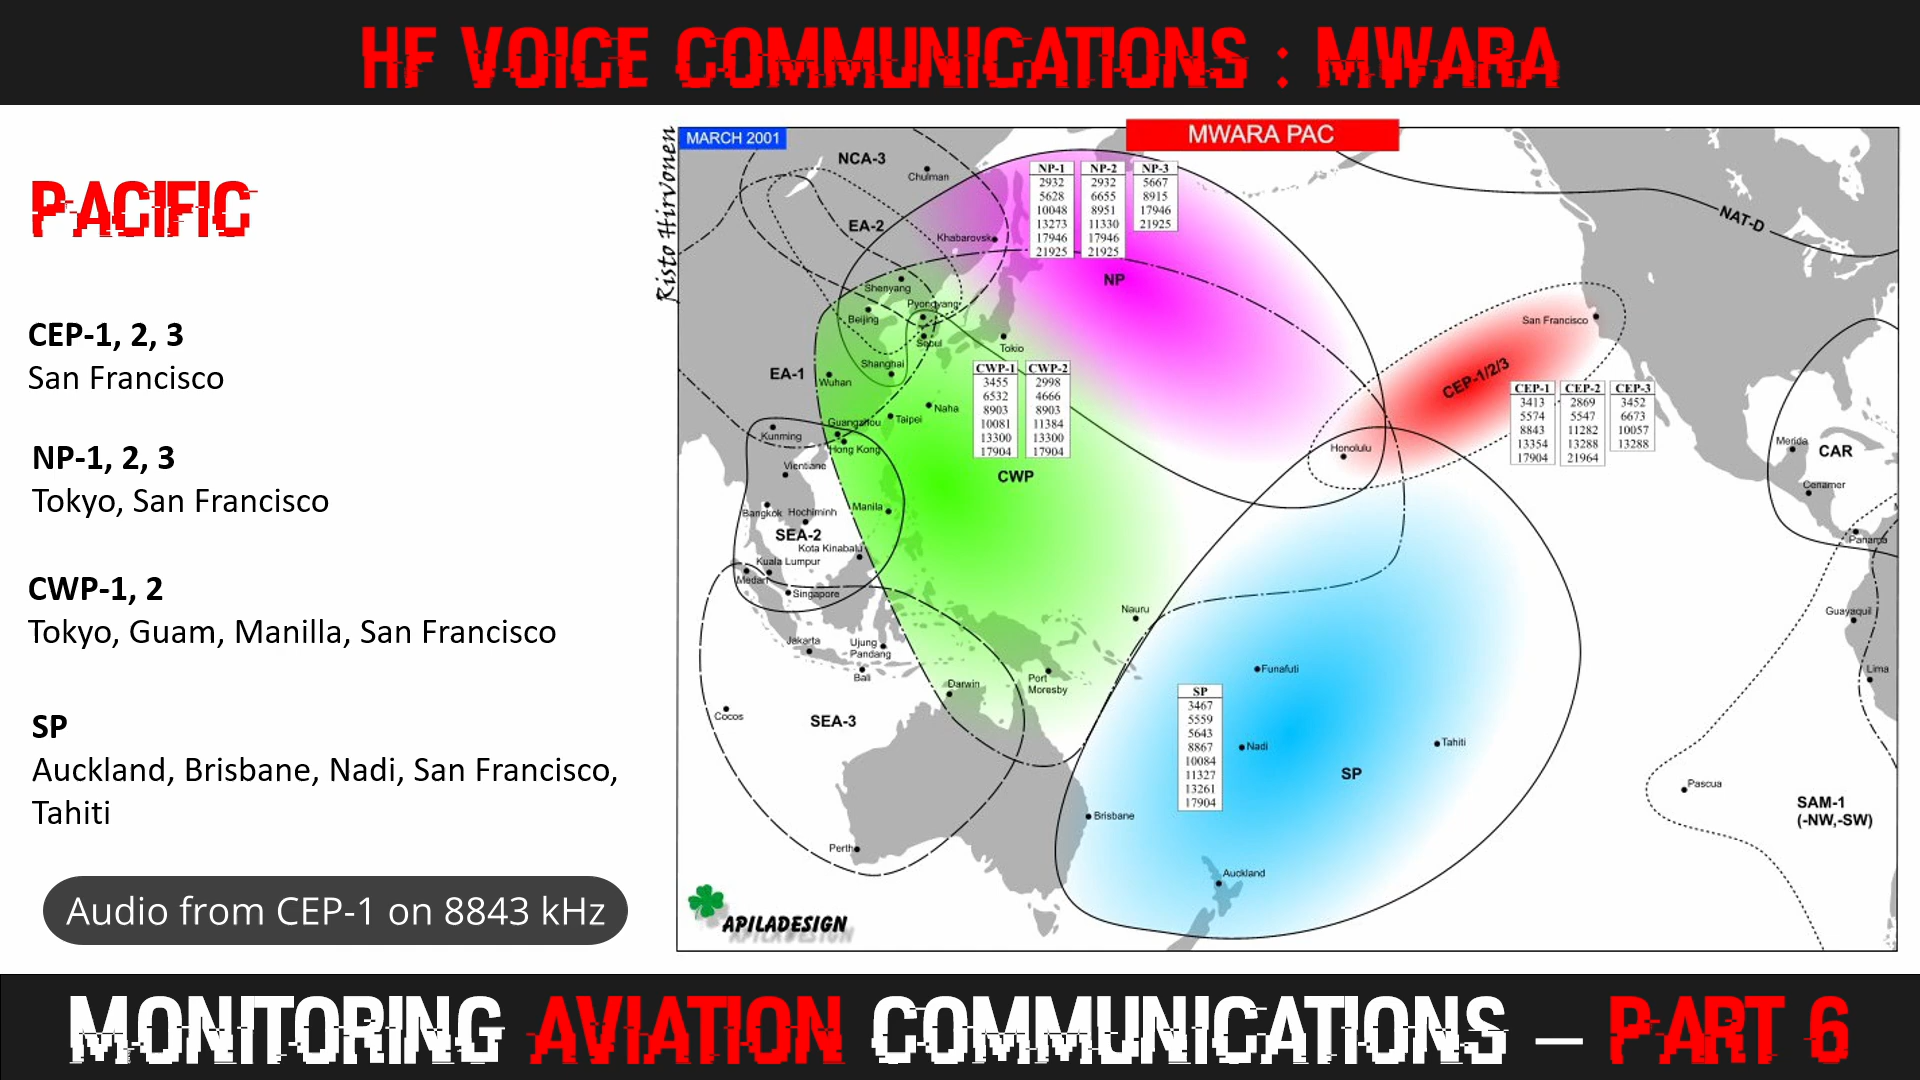 HF VOICE COMMUNICATIONS : MWARA
PACIFIC
CEP-1, 2, 3
San Francisco
NP-1, 2, 3
Tokyo, San Francisco
CWP-1, 2
Tokyo, Guam, Manilla, San Francisco
SP
Auckland, Brisbane, Nadi, San Francisco,
Tahiti
Audio from CEP-1 on 8843 kHz
Risto Hirvonen
MARCH 2001
MWARA PAC
NCA-3
Chulman
EA-2
Khabarovsk
NP-1
2932
5628
10048
13273
17946
21925
NP-2
2932
6655
8951
11330
17946
21925
NP-3
5667
8915
17946
21925
NP
NAT-D
Shenyang
Pyongyang
Beijing
Seoul
Tokio
Shanghai
EA-1
Wuhan
Naha
Taipei
Guangzhou
Hong Kong
Kunming
CWP-1
3455
6532
8903
10081
13300
17904
CWP-2
2998
4666
8903
11384
13300
17904
CWP
San Francisco
CEP-1/2/3
CEP-1
3413
5574
8843
13354
17904
CEP-2
2869
5547
11282
13288
21964
CEP-3
3452
6673
10057
13288
Honolulu
Merida
CAR
Cenamer
Panama
Vientiane
Bangkok
Hochiminh
Manila
SEA-2
Kota Kinabalu
Kuala Lumpur
Medan
Singapore
Jakarta
Ujung
Pandang
Bali
Nauru
Port
Moresby
Darwin
Cocos
SEA-3
Perth
Funafuti
SP
3467
5559
5643
8867
10084
11327
13261
17904
Nadi
Tahiti
SP
Brisbane
Auckland
Guayaquil
Lima
Pascua
SAM-1
(-NW,-SW)
APILADESIGN
MONITORING AVIATION COMMUNICATIONS – PART 6